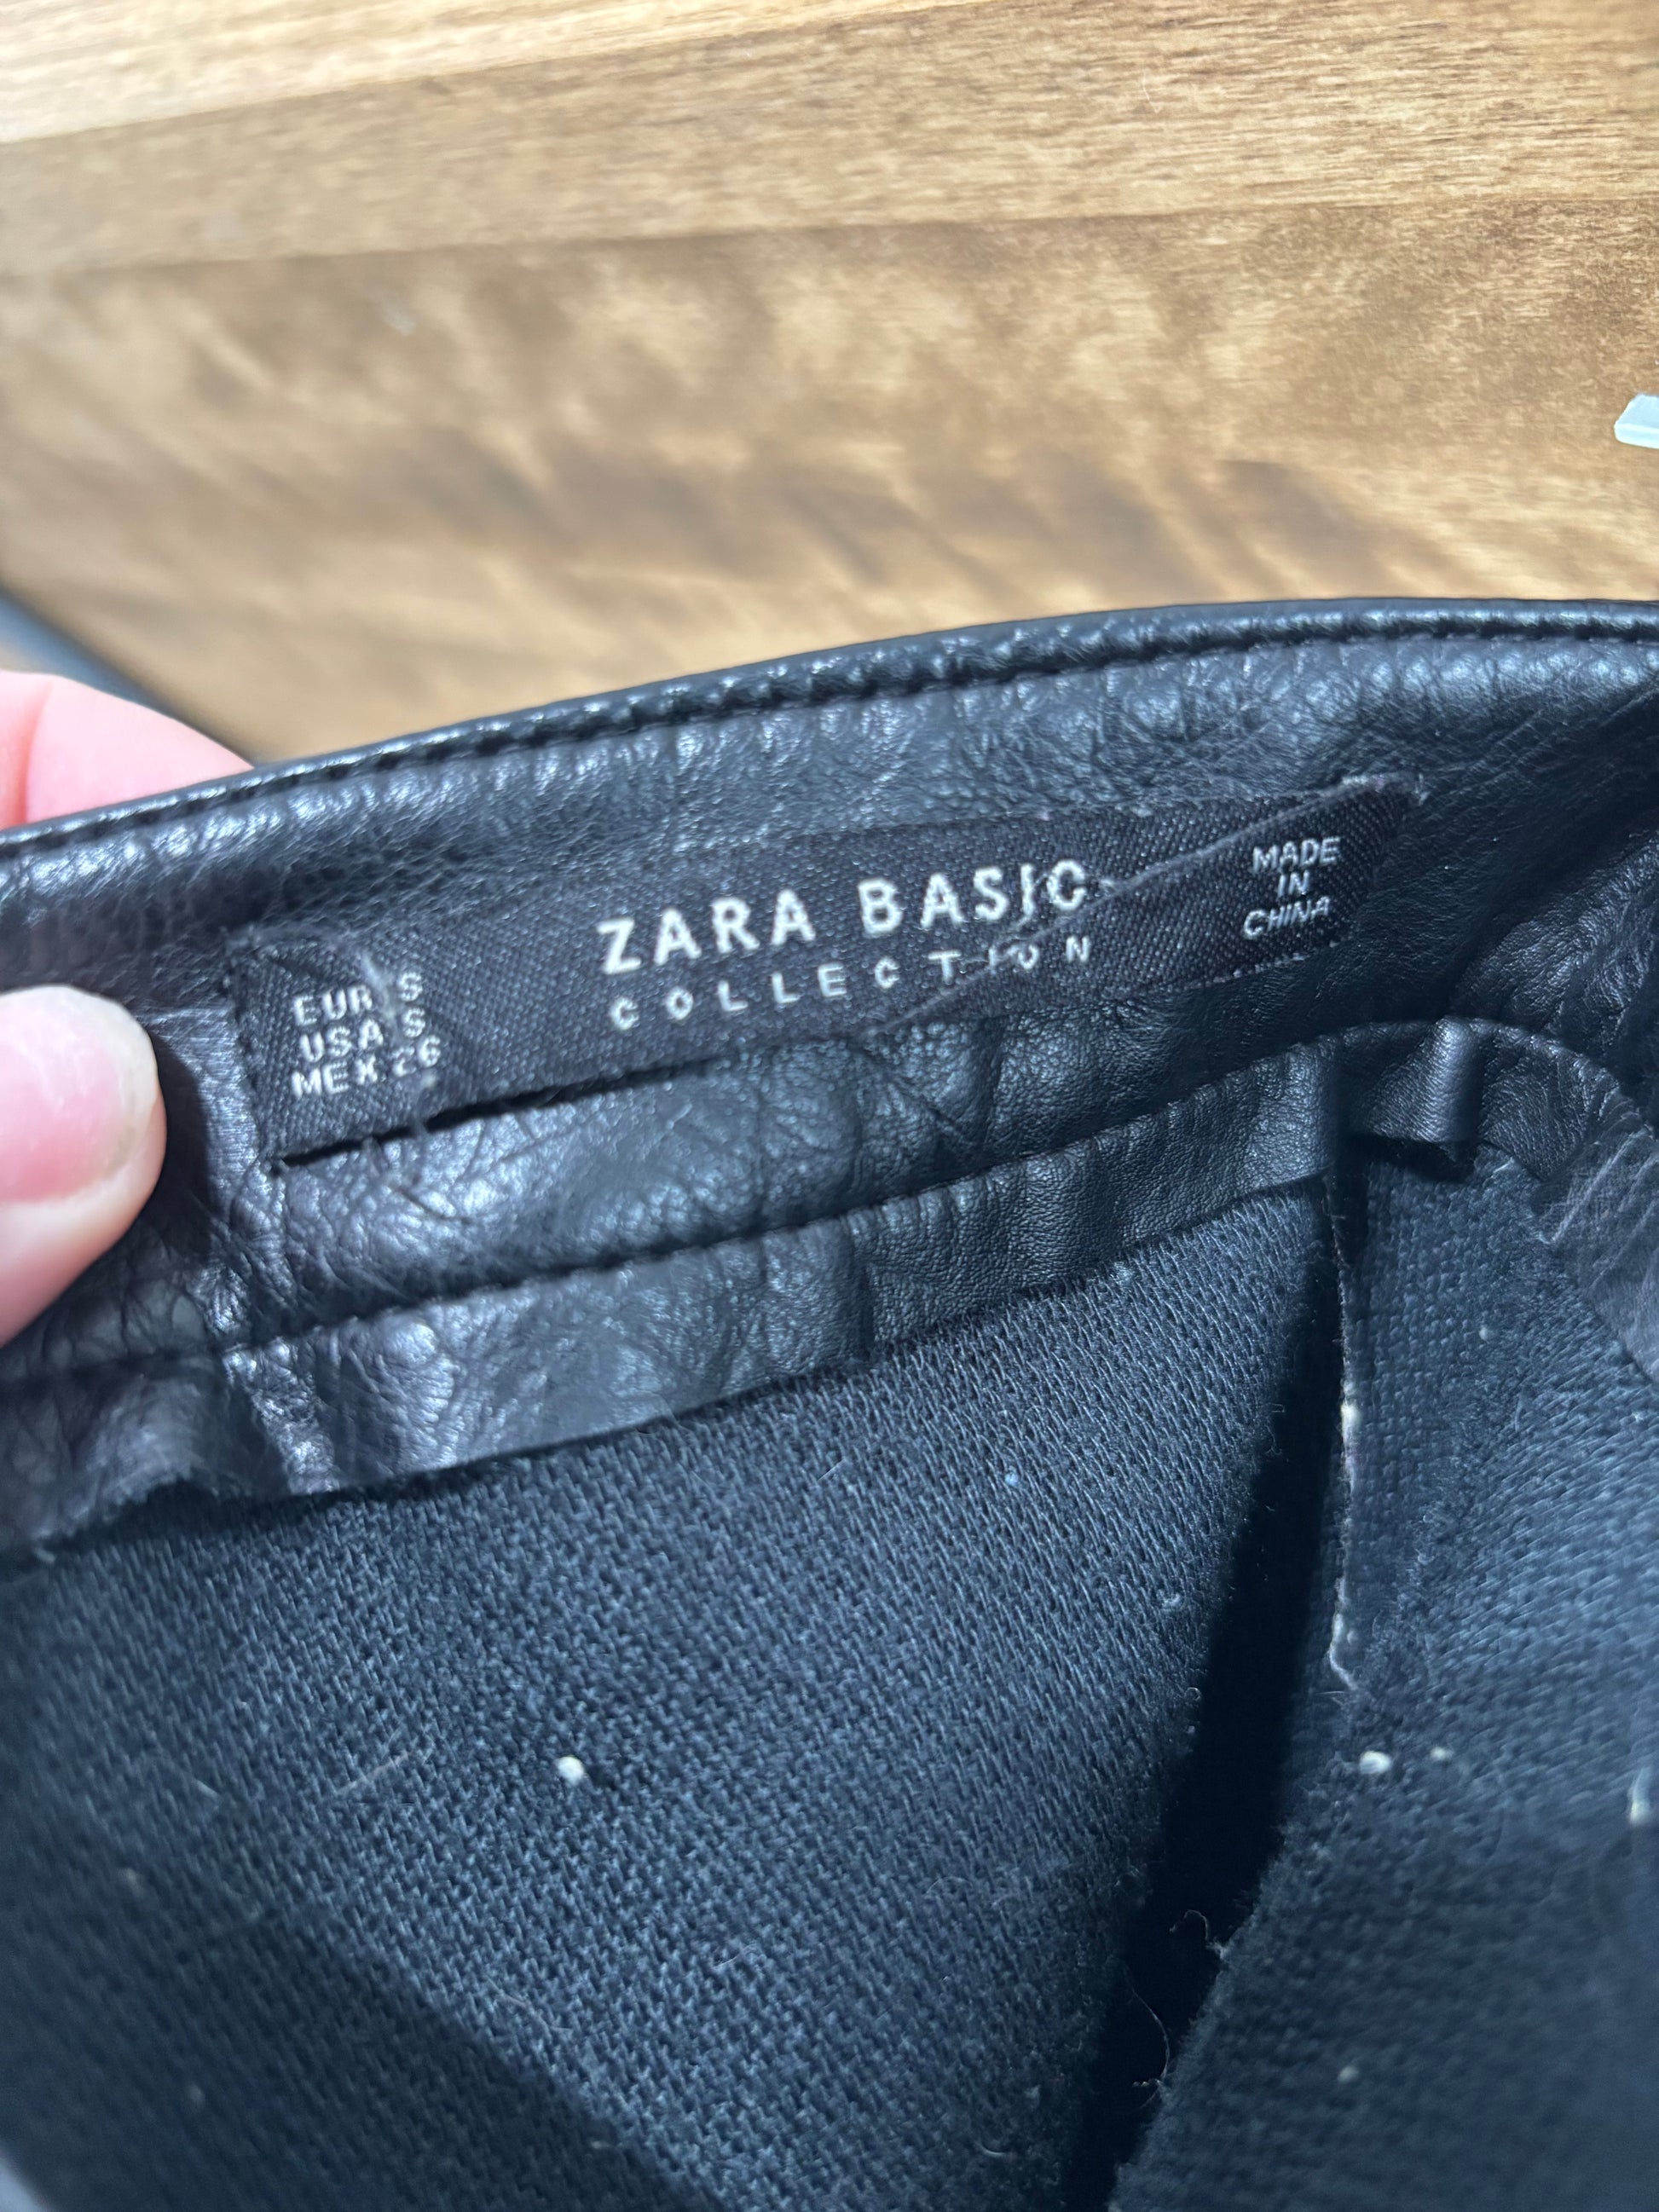 EUR S
USA S
MEX 26
ZARA BASIC
COLLECTION
MADE
IN
CHINA